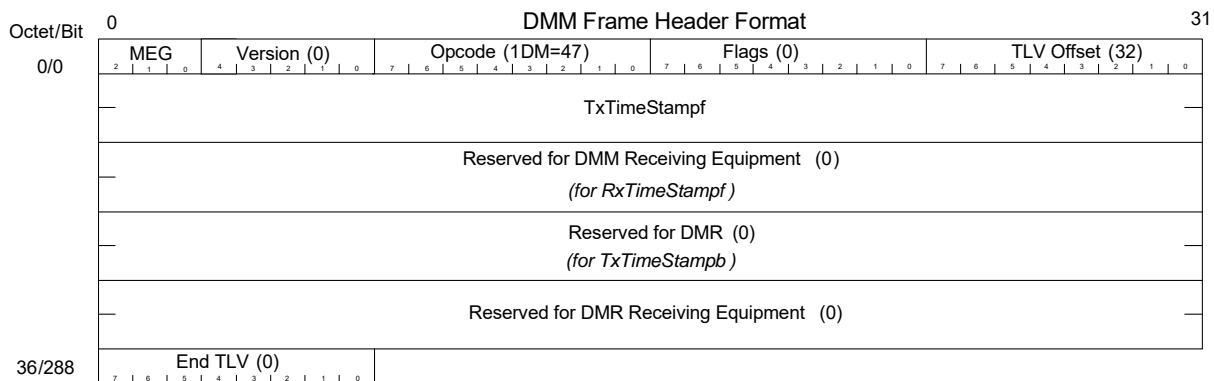 DMM Frame Header Format
Octet/Bit 0 31
MEG Version (0) Opcode (1DM=47) Flags (0) TLV Offset (32)
0/0 2 1 0 4 3 2 1 0 7 6 5 4 3 2 1 0 7 6 5 4 3 2 1 0 7 6 5 4 3 2 1 0
TxTimeStampf
Reserved for DMM Receiving Equipment (0)
(for RxTimeStampf )
Reserved for DMR (0)
(for TxTimeStampb )
Reserved for DMR Receiving Equipment (0)
End TLV (0)
36/288 7 6 5 4 3 2 1 0